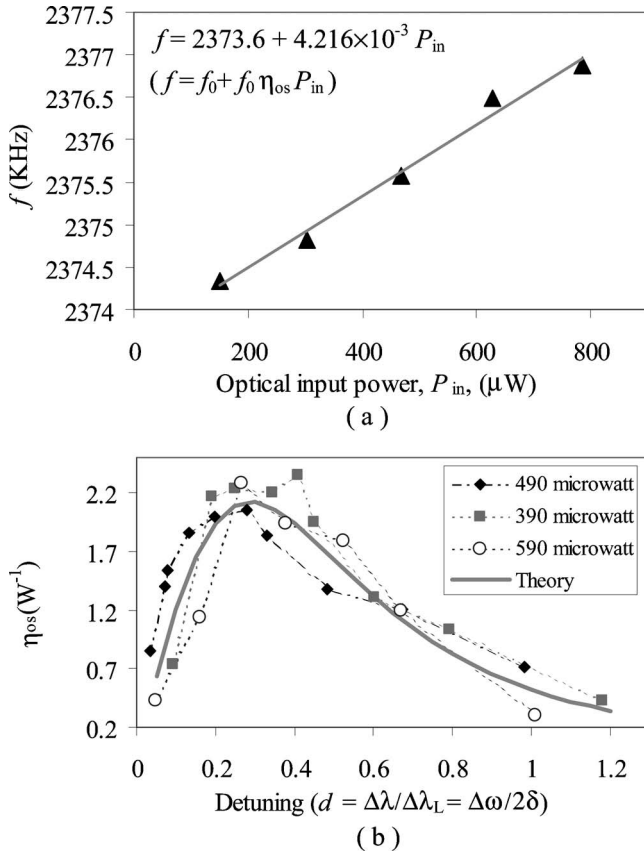 2377.5
2377
2376.5
2376
2375.5
2375
2374.5
2374
f (KHz)
f = 2373.6 + 4.216×10⁻³ P in
( f = f₀ + f₀ ηos P in )
0 200 400 600 800
Optical input power, P in, (μW)
( a )
2.2
1.7
1.2
0.7
0.2
ηos(W⁻¹)
490 microwatt
390 microwatt
590 microwatt
Theory
0 0.2 0.4 0.6 0.8 1 1.2
Detuning (d = Δλ/ΔλL = Δω/2δ)
( b )